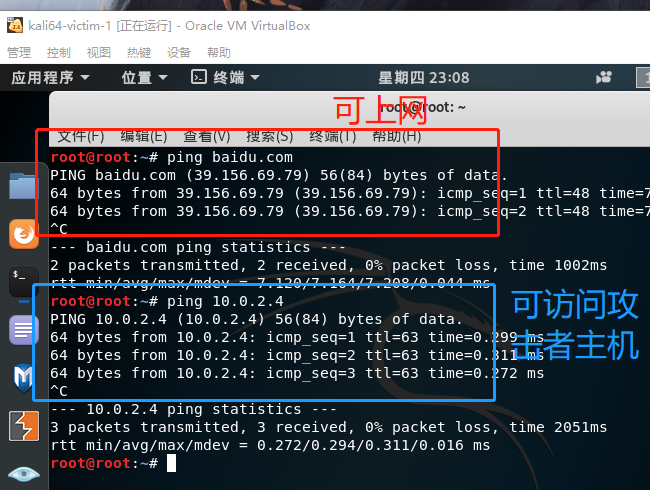 kali64-victim-1 [正在运行] - Oracle VM VirtualBox
管理 控制 视图 热键 设备 帮助
应用程序 位置 终端 星期四 23:08 1
root@root: ~
可上网
文件(F) 编辑(E) 查看(V) 搜索(S) 终端(T) 帮助(H)
root@root:~# ping baidu.com
PING baidu.com (39.156.69.79) 56(84) bytes of data.
64 bytes from 39.156.69.79 (39.156.69.79): icmp_seq=1 ttl=48 time=7
64 bytes from 39.156.69.79 (39.156.69.79): icmp_seq=2 ttl=48 time=7
^C
--- baidu.com ping statistics ---
2 packets transmitted, 2 received, 0% packet loss, time 1002ms
rtt min/avg/max/mdev = 7.120/7.164/7.208/0.044 ms
root@root:~# ping 10.0.2.4
PING 10.0.2.4 (10.0.2.4) 56(84) bytes of data.
64 bytes from 10.0.2.4: icmp_seq=1 ttl=63 time=0.299 ms
64 bytes from 10.0.2.4: icmp_seq=2 ttl=63 time=0.311 ms
64 bytes from 10.0.2.4: icmp_seq=3 ttl=63 time=0.272 ms
^C
可访问攻
击者主机
--- 10.0.2.4 ping statistics ---
3 packets transmitted, 3 received, 0% packet loss, time 2051ms
rtt min/avg/max/mdev = 0.272/0.294/0.311/0.016 ms
root@root:~#